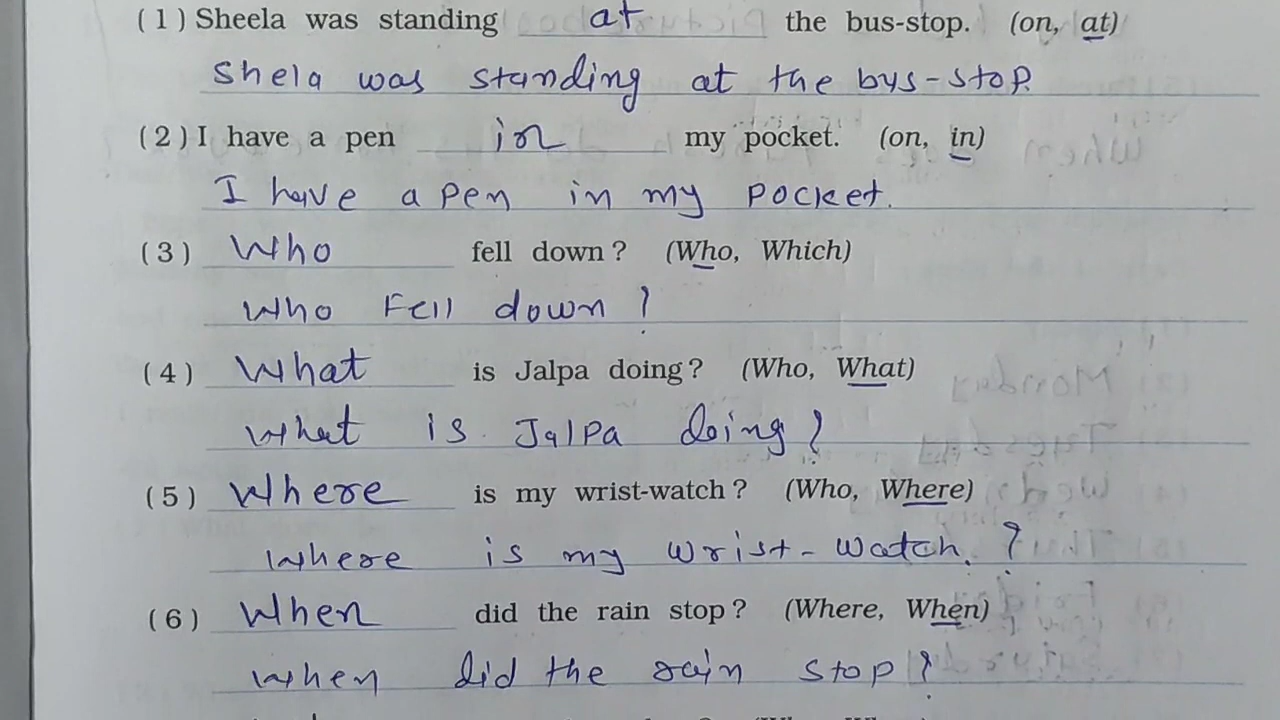 (1) Sheela was standing at the bus-stop. (on, at)
Shela was standing at the bus-stop.
(2) I have a pen in my pocket. (on, in)
I have a pen in my pocket.
(3) Who fell down? (Who, Which)
Who Fell down?
(4) What is Jalpa doing? (Who, What)
What is Jalpa doing?
(5) Where is my wrist-watch? (Who, Where)
Where is my wrist-watch.?
(6) When did the rain stop? (Where, When)
When did the rain stop?